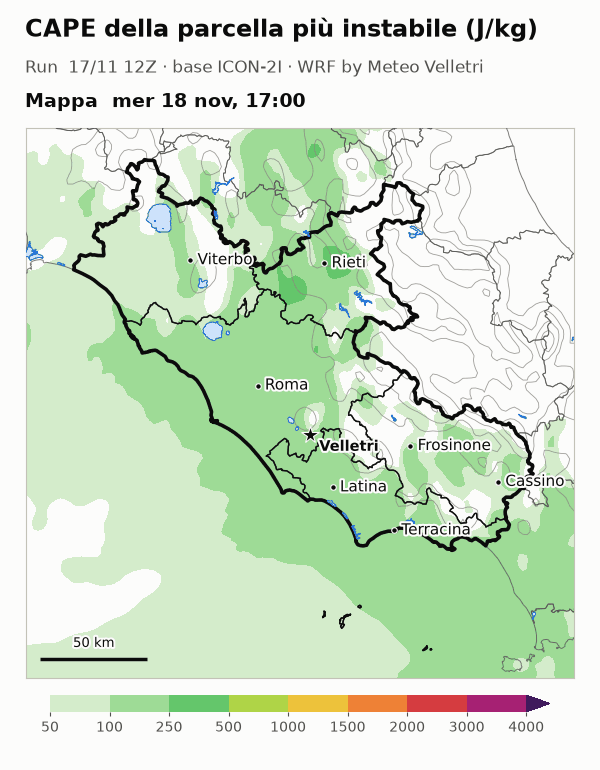 CAPE della parcella più instabile (J/kg)
Run  17/11 12Z · base ICON-2I · WRF by Meteo Velletri
Mappa  mer 18 nov, 17:00
Viterbo
Rieti
Roma
Velletri
Frosinone
Latina
Cassino
Terracina
50 km
50 100 250 500 1000 1500 2000 3000 4000